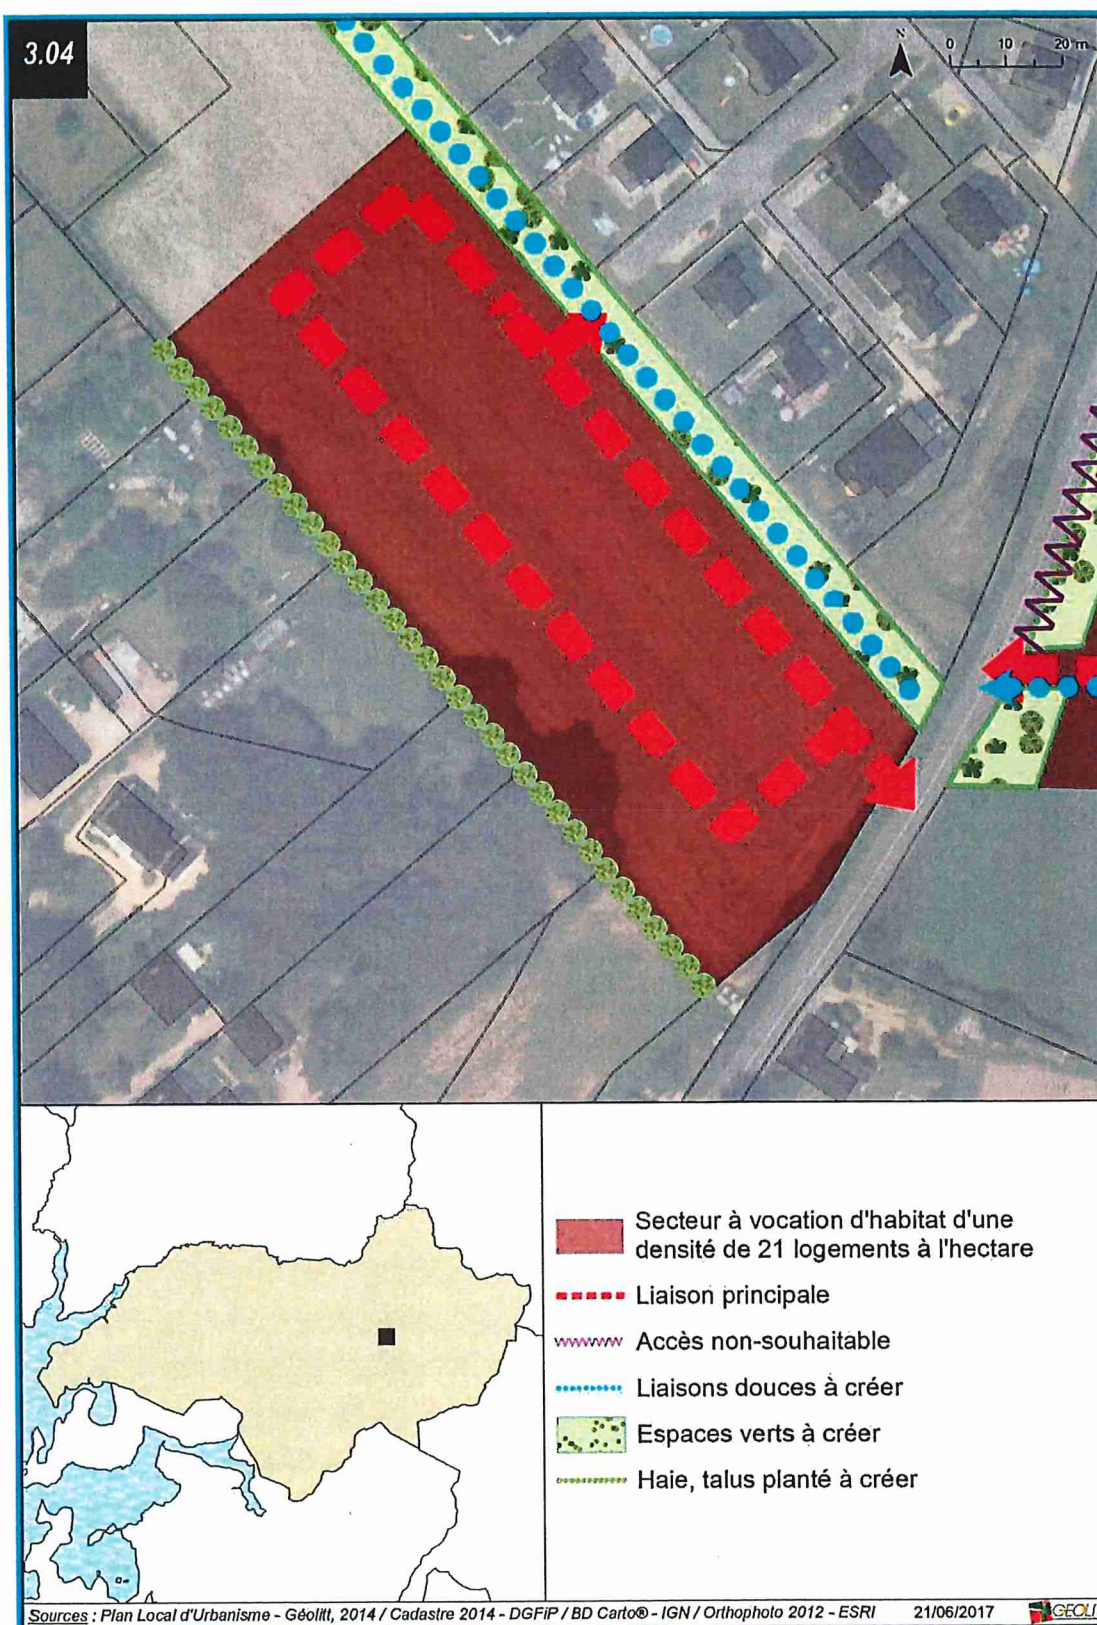 3.04
N
0 10 20 m
Secteur à vocation d'habitat d'une
densité de 21 logements à l'hectare
Liaison principale
Accès non-souhaitable
Liaisons douces à créer
Espaces verts à créer
Haie, talus planté à créer
Sources : Plan Local d'Urbanisme - Géolitt, 2014 / Cadastre 2014 - DGFiP / BD Carto® - IGN / Orthophoto 2012 - ESRI 21/06/2017 GEOLI